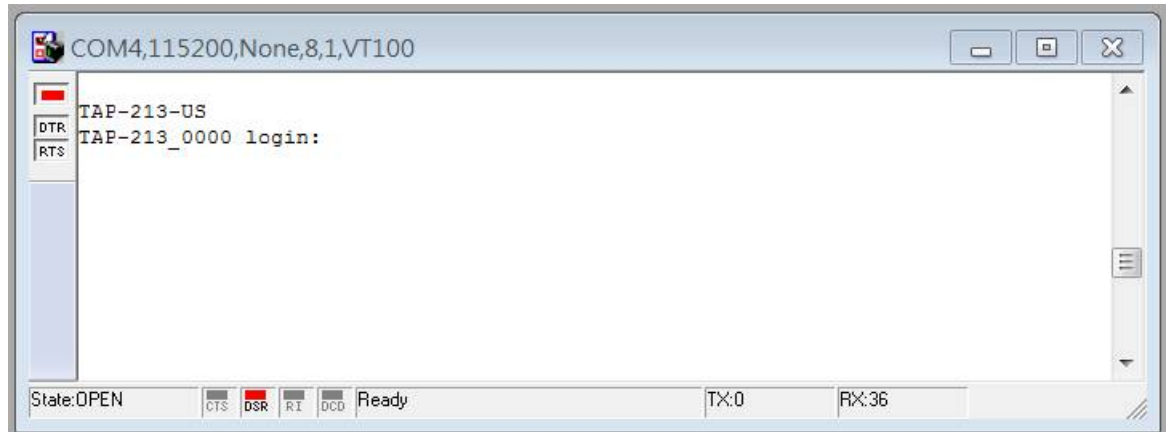 COM4,115200,None,8,1,VT100
TAP-213-US
DTR
TAP-213_0000 login:
RTS
State:OPEN
CTS
DSR
RI
DCD
Ready
TX:0
RX:36